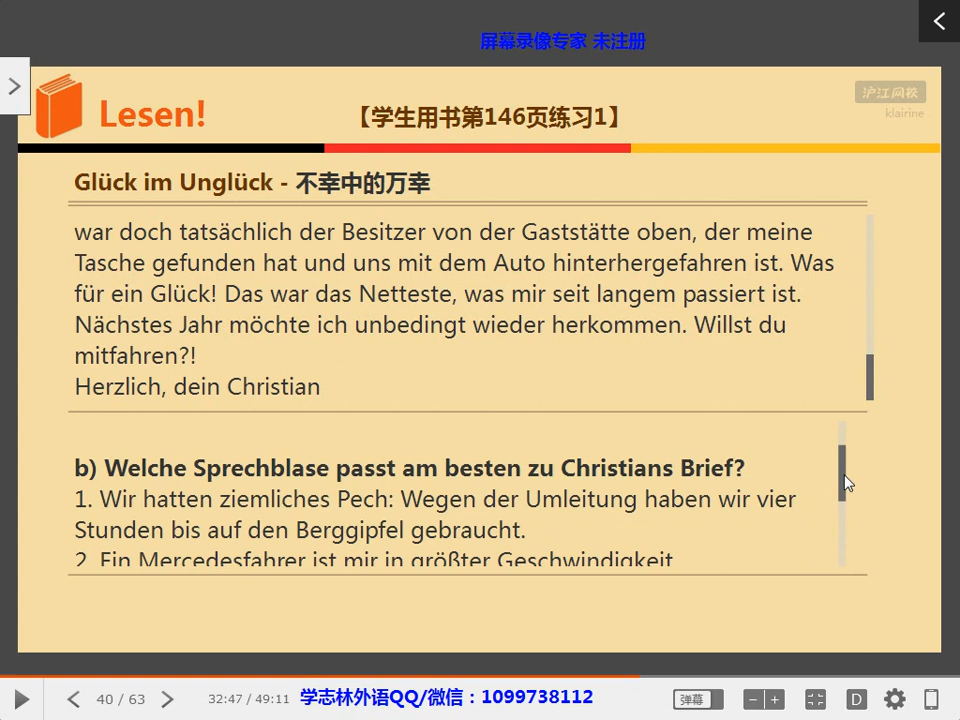 屏幕录像专家 未注册
Lesen!
【学生用书第146页练习1】
沪江网校
klairine
Glück im Unglück - 不幸中的万幸
war doch tatsächlich der Besitzer von der Gaststätte oben, der meine
Tasche gefunden hat und uns mit dem Auto hinterhergefahren ist. Was
für ein Glück! Das war das Netteste, was mir seit langem passiert ist.
Nächstes Jahr möchte ich unbedingt wieder herkommen. Willst du
mitfahren?!
Herzlich, dein Christian
b) Welche Sprechblase passt am besten zu Christians Brief?
1. Wir hatten ziemliches Pech: Wegen der Umleitung haben wir vier
Stunden bis auf den Berggipfel gebraucht.
2. Ein Mercedesfahrer ist mir in größter Geschwindigkeit
40 / 63
32:47 / 49:11
学志林外语QQ/微信：1099738112
弹幕
D